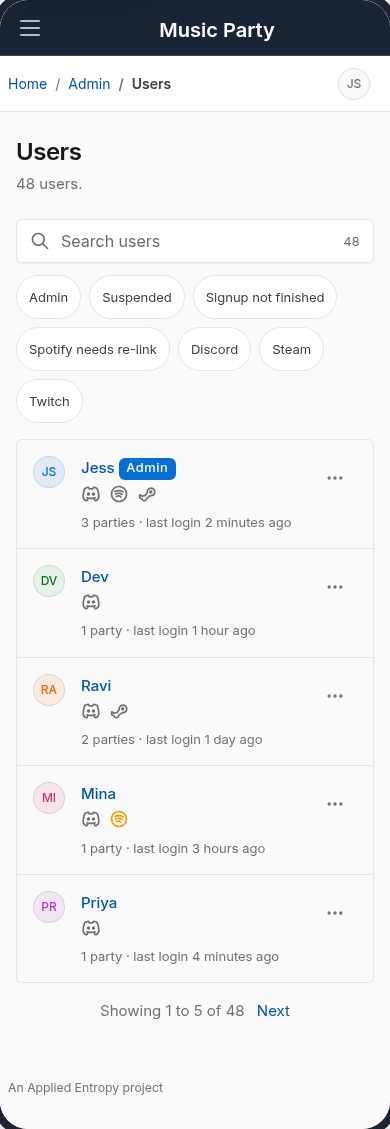 Music Party
Home / Admin / Users
JS
Users
48 users.
Search users 48
Admin
Suspended
Signup not finished
Spotify needs re-link
Discord
Steam
Twitch
JS
Jess Admin
3 parties · last login 2 minutes ago
DV
Dev
1 party · last login 1 hour ago
RA
Ravi
2 parties · last login 1 day ago
MI
Mina
1 party · last login 3 hours ago
PR
Priya
1 party · last login 4 minutes ago
Showing 1 to 5 of 48 Next
An Applied Entropy project